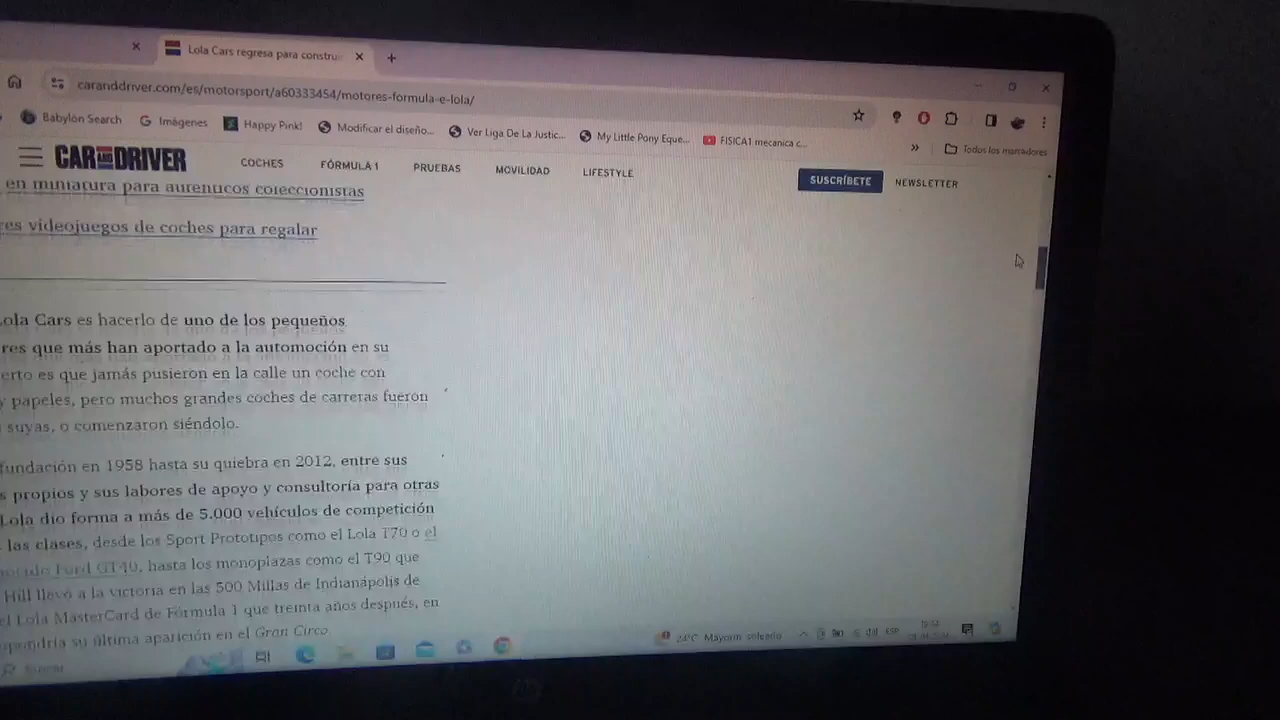 Lola Cars regresa para constru
caranddriver.com/es/motorsport/a60333454/motores-formula-e-lola/
Babylon Search
Imágenes
Happy Pink!
Modificar el diseño...
Ver Liga De La Justic...
My Little Pony Eque...
FISICA1 mecanica c...
»
Todos los marcadores
CAR AND DRIVER
COCHES
FÓRMULA 1
PRUEBAS
MOVILIDAD
LIFESTYLE
SUSCRÍBETE
NEWSLETTER
en miniatura para auténticos coleccionistas
res videojuegos de coches para regalar
Lola Cars es hacerlo de uno de los pequeños
res que más han aportado a la automoción en su
erto es que jamás pusieron en la calle un coche con
y papeles, pero muchos grandes coches de carreras fueron
suyas, o comenzaron siéndolo.
fundación en 1958 hasta su quiebra en 2012, entre sus
s propios y sus labores de apoyo y consultoría para otras
Lola dio forma a más de 5.000 vehículos de competición
las clases, desde los Sport Prototipos como el Lola T70 o el
Ford GT40, hasta los monoplazas como el T90 que
Hill llevó a la victoria en las 500 Millas de Indianápolis de
el Lola MasterCard de Fórmula 1 que treinta años después, en
pondría su última aparición en el Gran Circo
Buscar
24°C Mayorm. soleado
ESP
hp